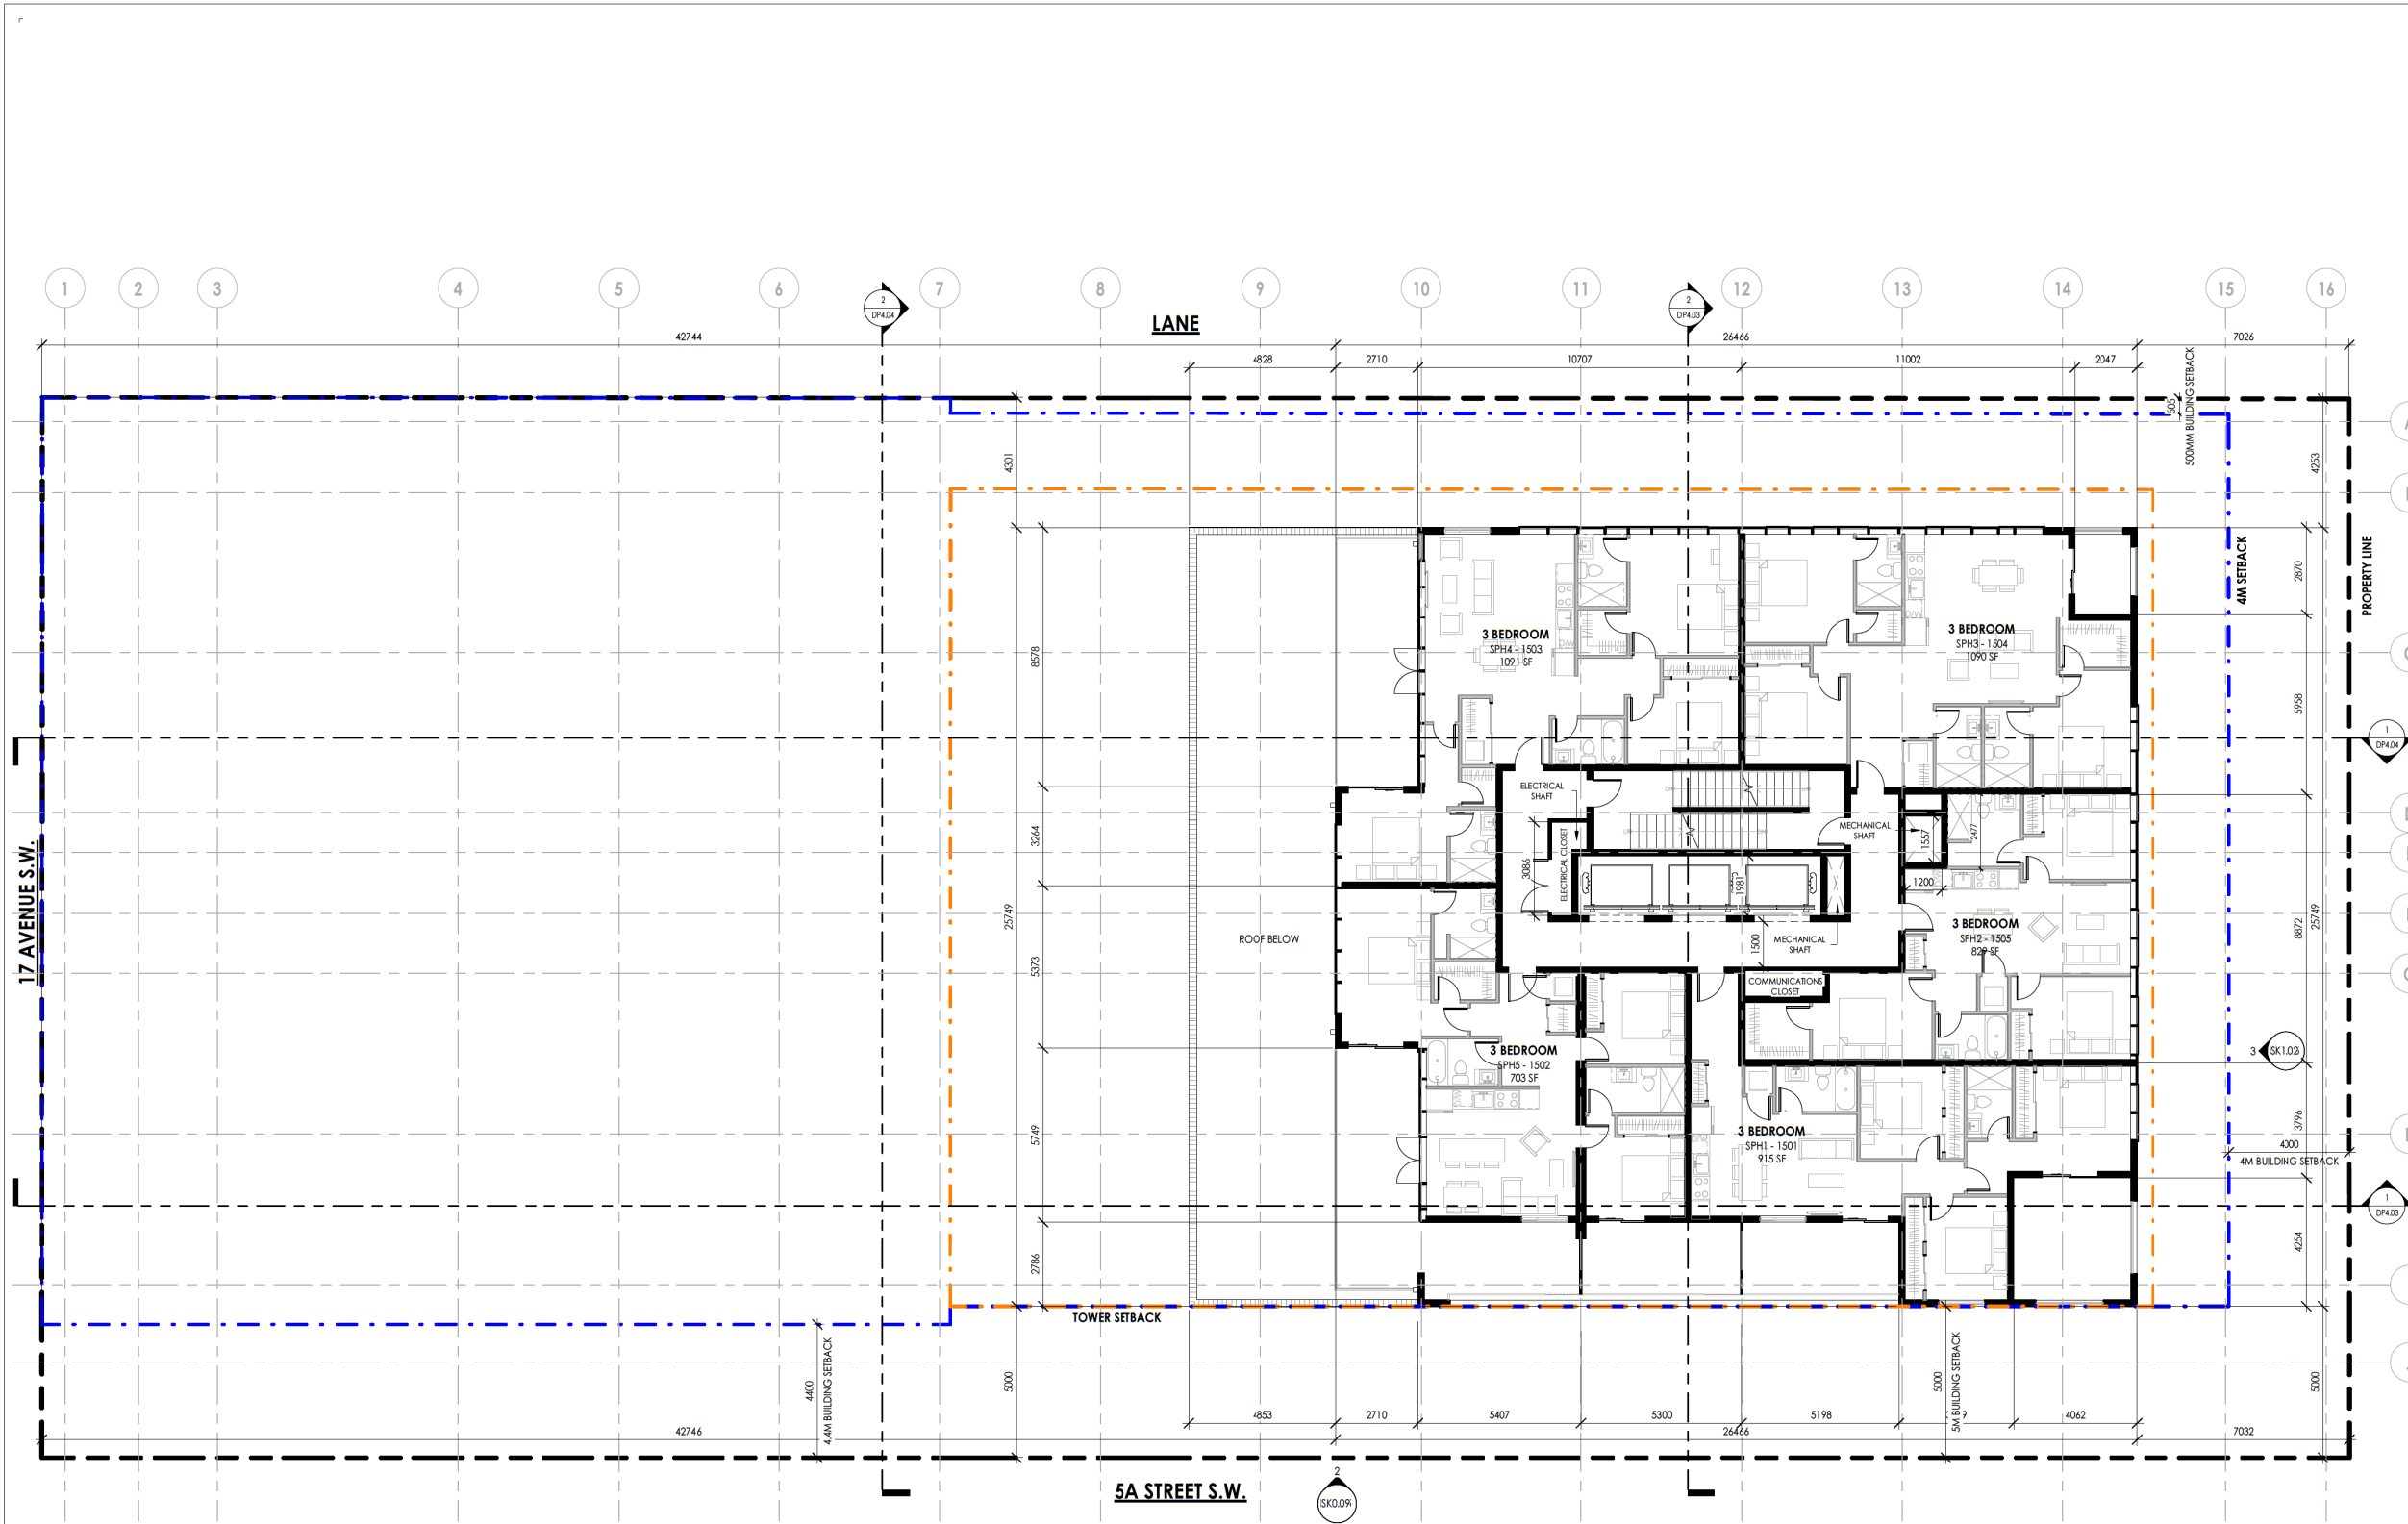 1 2 3 4 5 6 7 8 9 10 11 12 13 14 15 16
2
DP4.04
2
DP4.03
LANE
42744 26466 7026
4828 2710 10707 11002 2047
505
500MM BUILDING SETBACK
4301
4253
8578
2870
4M SETBACK
PROPERTY LINE
3 BEDROOM
SPH4 - 1503
1091 SF
3 BEDROOM
SPH3 - 1504
1090 SF
5958
1
DP4.04
ELECTRICAL
SHAFT
MECHANICAL
SHAFT
1557
2477
3264
3086
ELECTRICAL CLOSET
1981
1200
17 AVENUE S.W.
25749
5373
ROOF BELOW
1500
MECHANICAL
SHAFT
3 BEDROOM
SPH2 - 1505
829 SF
8872
25749
COMMUNICATIONS
CLOSET
3 BEDROOM
SPH5 - 1502
703 SF
3
SK1.02
5749
3 BEDROOM
SPH1 - 1501
915 SF
3796
4000
4M BUILDING SETBACK
1
DP4.03
2786
4254
TOWER SETBACK
4400
4.4M BUILDING SETBACK
5000
5000
5M BUILDING SETBACK
5000
4853 2710 5407 5300 5198 4062
42746 26466 7032
5A STREET S.W.
2
SK0.09